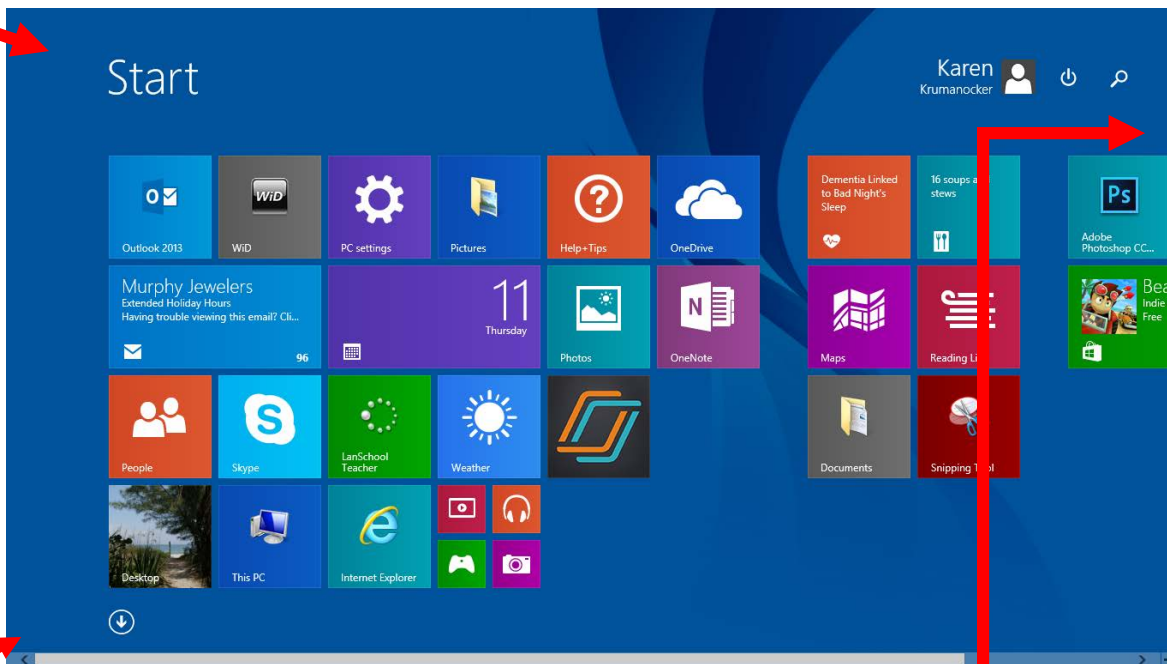 Start
Karen
Krumanocker
Outlook 2013
WiD
WiD
PC settings
Pictures
Help+Tips
OneDrive
Dementia Linked
to Bad Night's
Sleep
16 soups
stews
Ps
Adobe
Photoshop CC...
Murphy Jewelers
Extended Holiday Hours
Having trouble viewing this email? Cli...
96
11
Thursday
Photos
N
OneNote
Maps
Reading
Indie
Free
People
S
Skype
LanSchool
Teacher
Weather
Documents
Snipping
Desktop
This PC
Internet Explorer